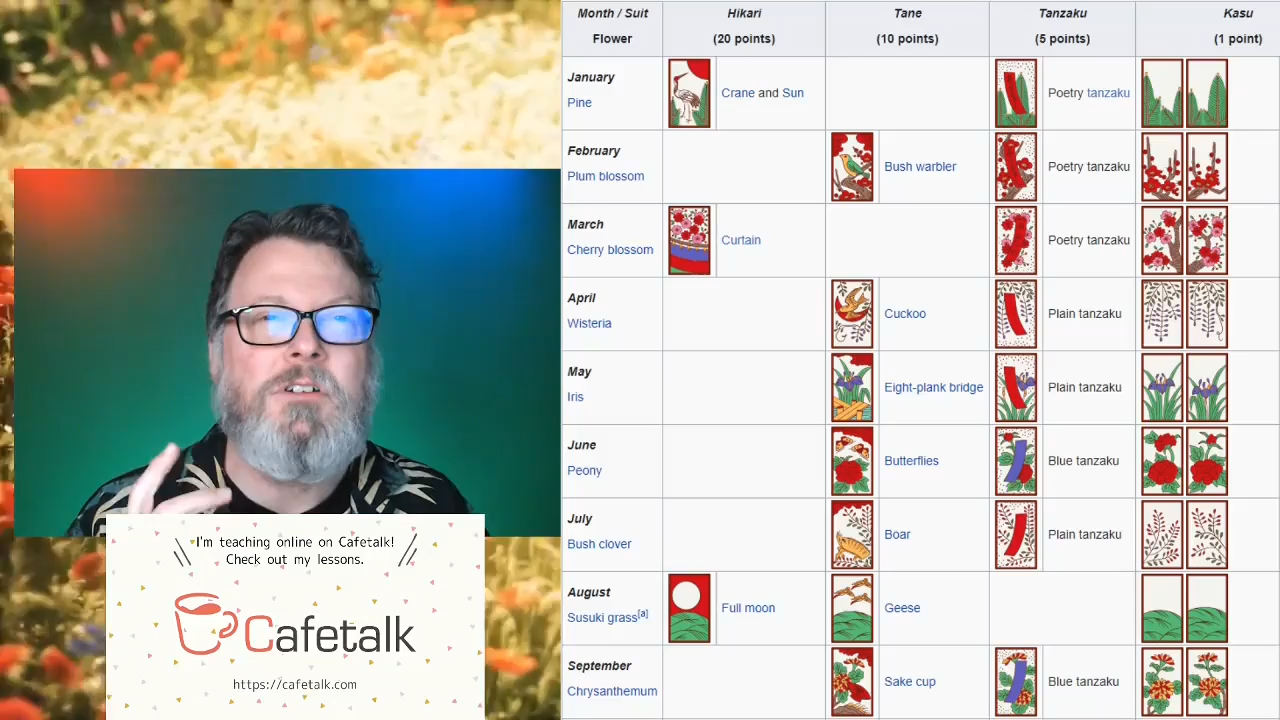 Month / Suit
Flower
Hikari
(20 points)
Tane
(10 points)
Tanzaku
(5 points)
Kasu
(1 point)
January
Pine
Crane and Sun
Poetry tanzaku
February
Plum blossom
Bush warbler
Poetry tanzaku
March
Cherry blossom
Curtain
Poetry tanzaku
April
Wisteria
Cuckoo
Plain tanzaku
May
Iris
Eight-plank bridge
Plain tanzaku
June
Peony
Butterflies
Blue tanzaku
July
Bush clover
Boar
Plain tanzaku
August
Susuki grass[a]
Full moon
Geese
September
Chrysanthemum
Sake cup
Blue tanzaku
I'm teaching online on Cafetalk!
Check out my lessons.
Cafetalk
https://cafetalk.com